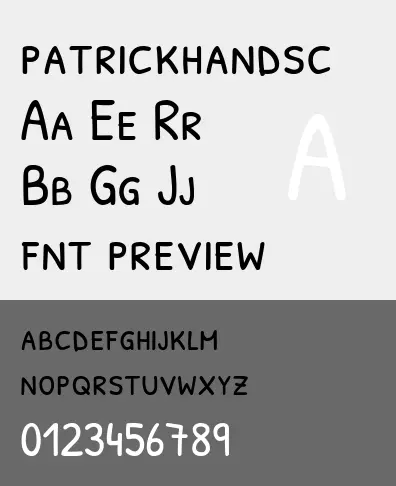 PATRICKHANDSC
Aa Ee Rr
A
Bb Gg Jj
FNT PREVIEW
ABCDEFGHIJKLM
NOPQRSTUVWXYZ
0123456789